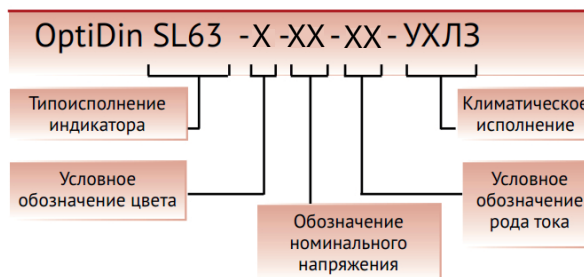 OptiDin SL63 -X -XX - XX - УХЛ3
Типоисполнение
индикатора
Климатическое
исполнение
Условное
обозначение цвета
Условное
обозначение
рода тока
Обозначение
номинального
напряжения